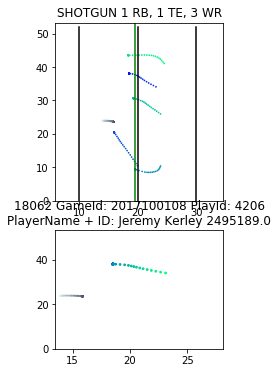 SHOTGUN 1 RB, 1 TE, 3 WR
50
40
30
20
10
0
10 20 30
18062 GameId: 2017100108 PlayId: 4206
PlayerName + ID: Jeremy Kerley 2495189.0
40
20
0
15 20 25